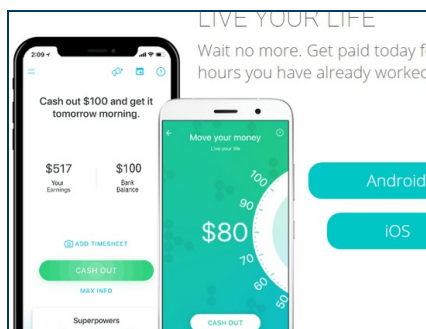 LIVE YOUR LIFE
Wait no more. Get paid today
hours you have already worked
Android
iOS
2:09
Cash out $100 and get it
tomorrow morning.
$517
Your
Earnings
$100
Bank
Balance
ADD TIMESHEET
CASH OUT
MAX INFO
Superpowers
Move your money
Live your life
100
90
$80
70
60
50
CASH OUT